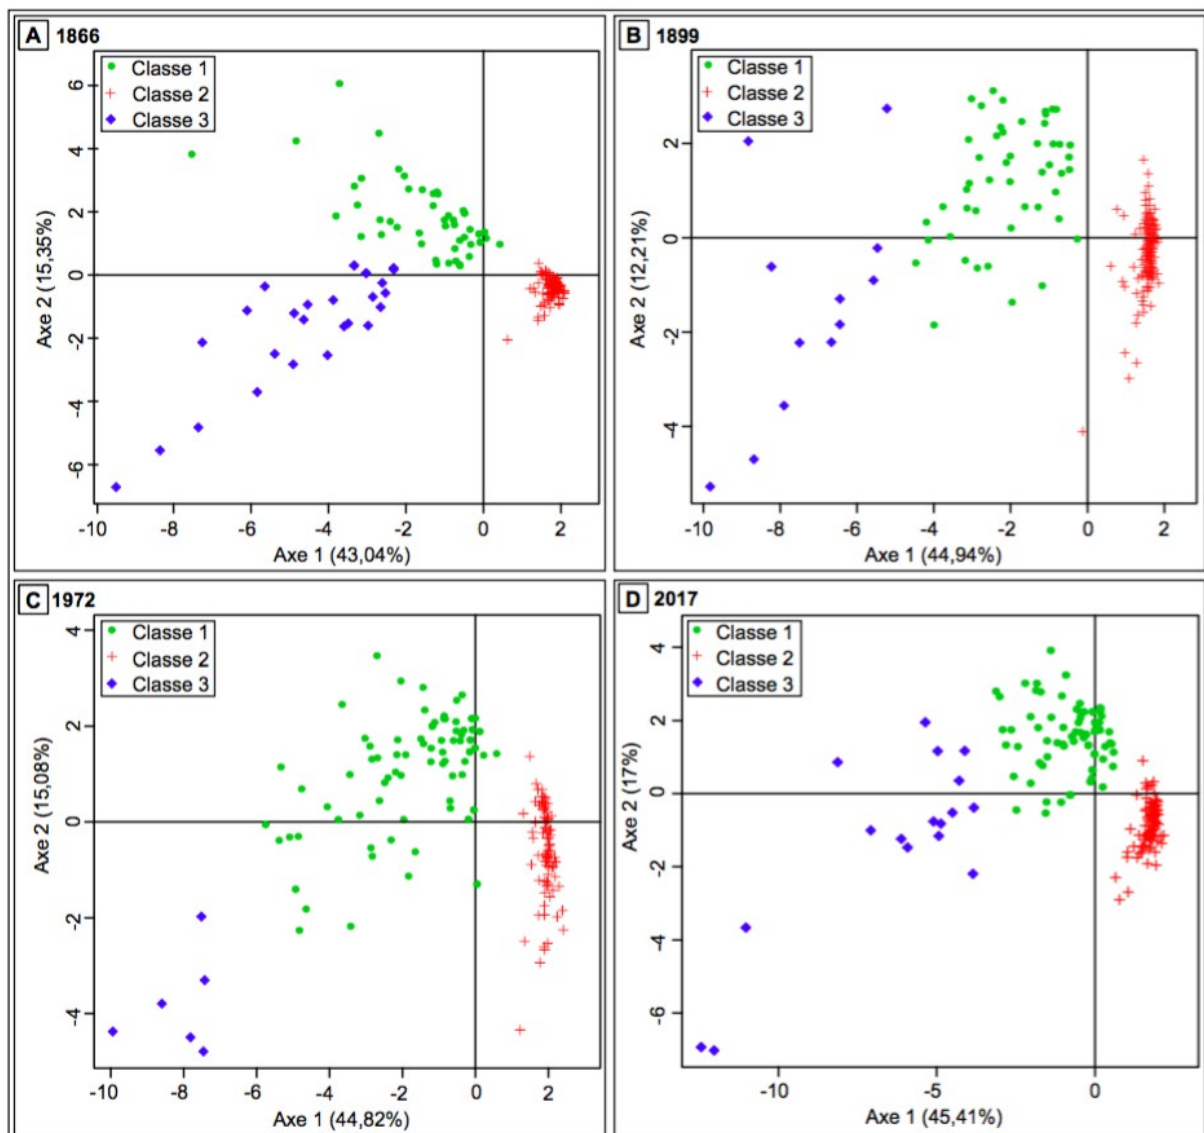 A 1866
Classe 1
Classe 2
Classe 3
6
4
2
0
-2
-4
-6
Axe 2 (15,35%)
-10 -8 -6 -4 -2 0 2
Axe 1 (43,04%)
B 1899
Classe 1
Classe 2
Classe 3
2
0
-2
-4
Axe 2 (12,21%)
-10 -8 -6 -4 -2 0 2
Axe 1 (44,94%)
C 1972
Classe 1
Classe 2
Classe 3
4
2
0
-2
-4
Axe 2 (15,08%)
-10 -8 -6 -4 -2 0 2
Axe 1 (44,82%)
D 2017
Classe 1
Classe 2
Classe 3
4
2
0
-2
-4
-6
Axe 2 (17%)
-10 -5 0
Axe 1 (45,41%)